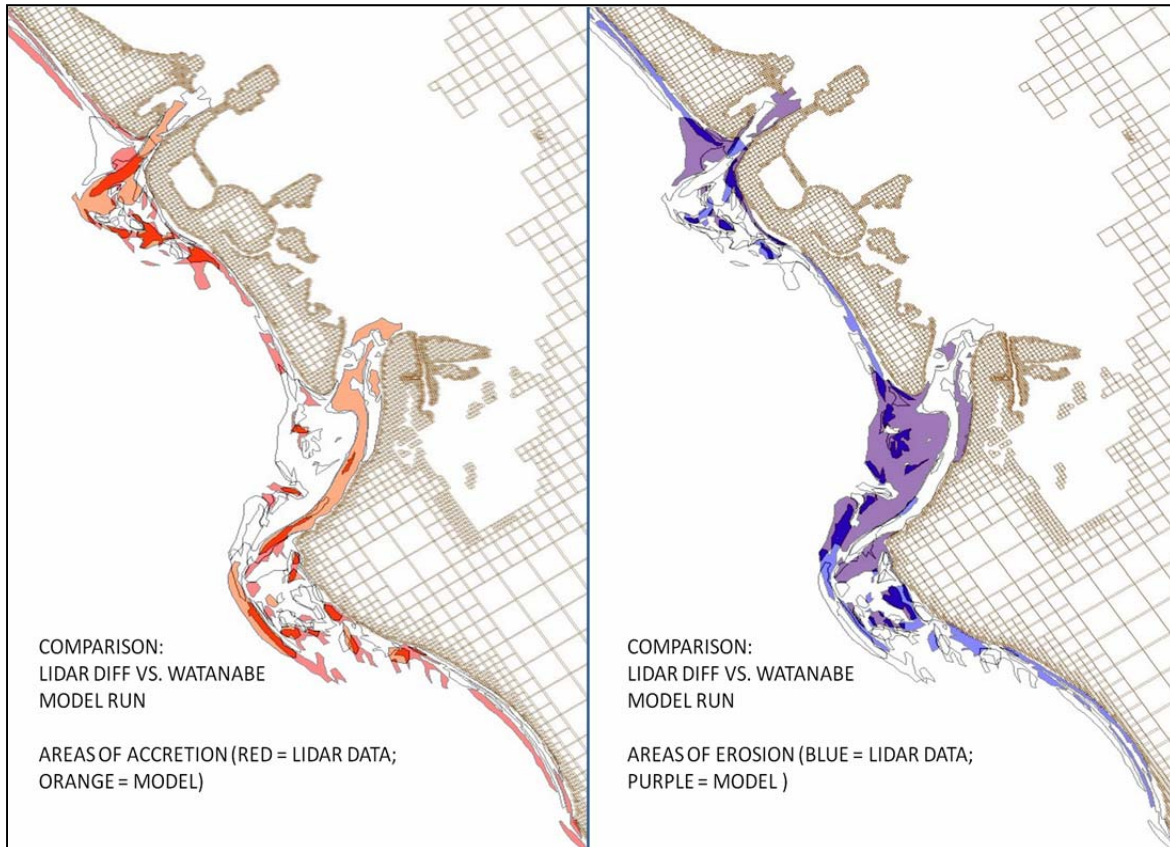 COMPARISON:
LIDAR DIFF VS. WATANABE
MODEL RUN
AREAS OF ACCRETION (RED = LIDAR DATA;
ORANGE = MODEL)
COMPARISON:
LIDAR DIFF VS. WATANABE
MODEL RUN
AREAS OF EROSION (BLUE = LIDAR DATA;
PURPLE = MODEL )